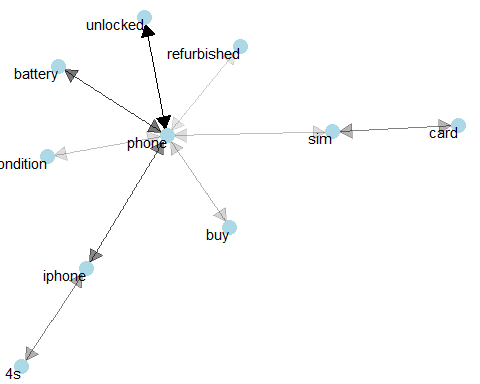 unlocked
refurbished
battery
phone
sim
card
ondition
buy
iphone
4s